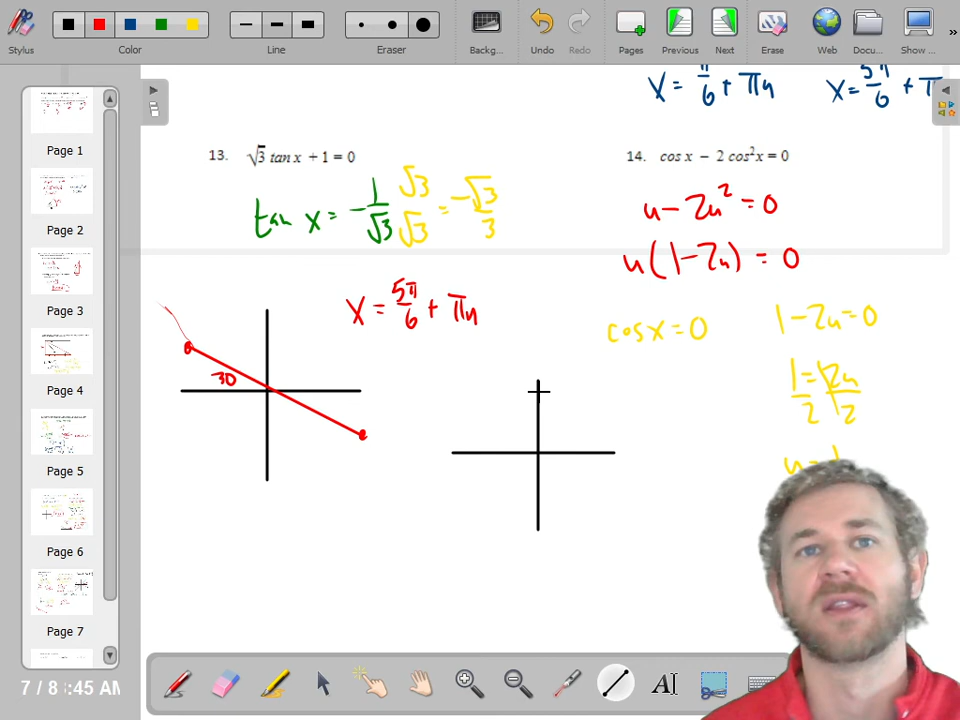 Stylus
Color
Line
Eraser
Backg...
Undo
Redo
Pages
Previous
Next
Erase
Web
Docu...
Show ...
»
Page 1
Page 2
Page 3
Page 4
Page 5
Page 6
Page 7
7 / 8
:45 AM
x = π/6 + πn
x = 5π/6 + π
13. √3 tan x + 1 = 0
tan x = -1/√3 √3/√3 = -√3/3
x = 5π/6 + πn
30
14. cos x − 2 cos²x = 0
u - 2u² = 0
u(1-2u) = 0
cos x = 0
1-2u=0
1/2 = 2u/2
AI